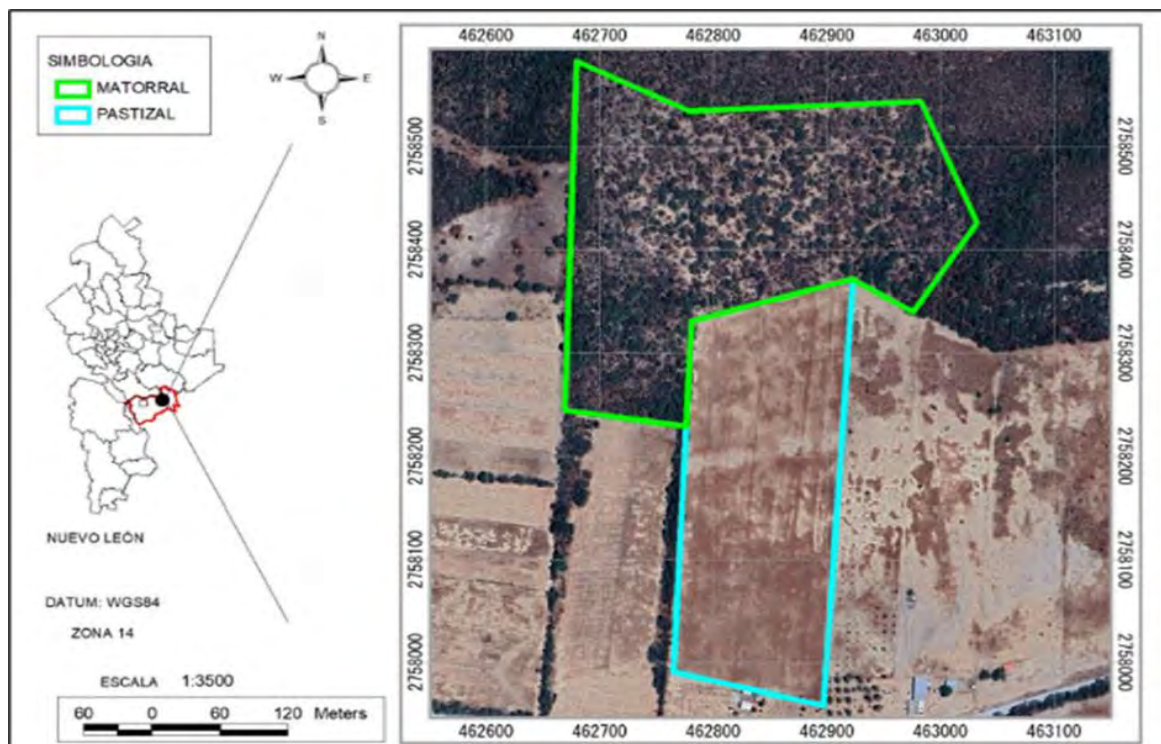 SIMBOLOGIA
MATORRAL
PASTIZAL
N
W E
S
NUEVO LEÓN
DATUM: WGS84
ZONA 14
ESCALA 1:3500
60 0 60 120 Meters
462600 462700 462800 462900 463000 463100
2758500 2758500
2758400 2758400
2758300 2758300
2758200 2758200
2758100 2758100
2758000 2758000
462600 462700 462800 462900 463000 463100